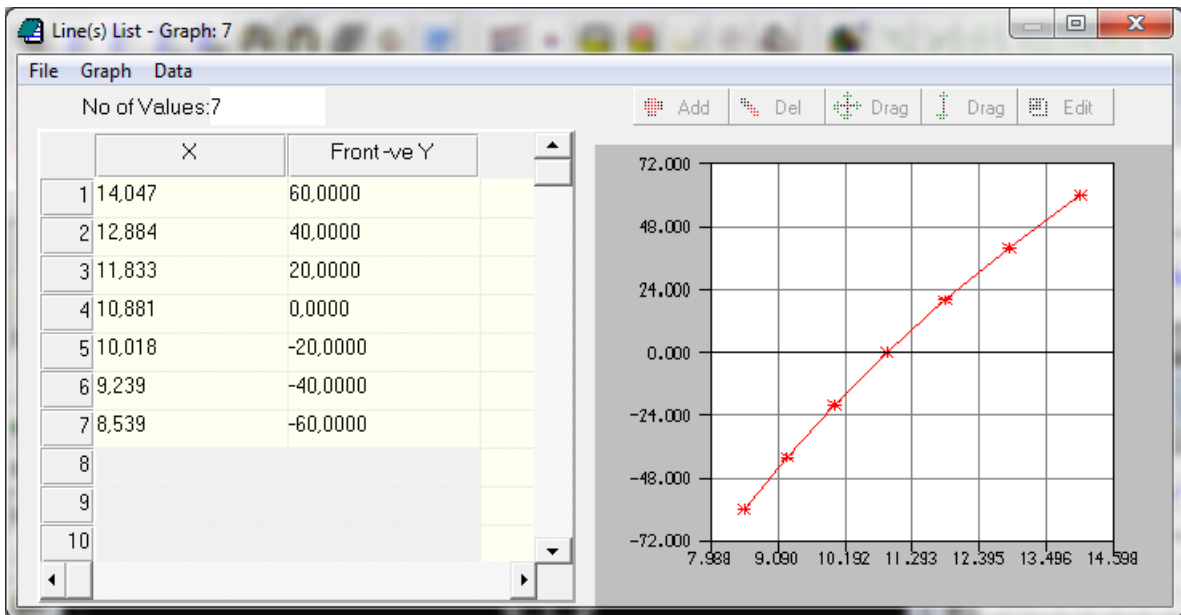 Line(s) List - Graph: 7
File Graph Data
No of Values:7
Add Del Drag Drag Edit
X Front-ve Y
1 14,047 60,0000
2 12,884 40,0000
3 11,833 20,0000
4 10,881 0,0000
5 10,018 -20,0000
6 9,239 -40,0000
7 8,539 -60,0000
8
9
10
72.000
48.000
24.000
0.000
-24.000
-48.000
-72.000
7.988 9.090 10.192 11.293 12.395 13.496 14.598